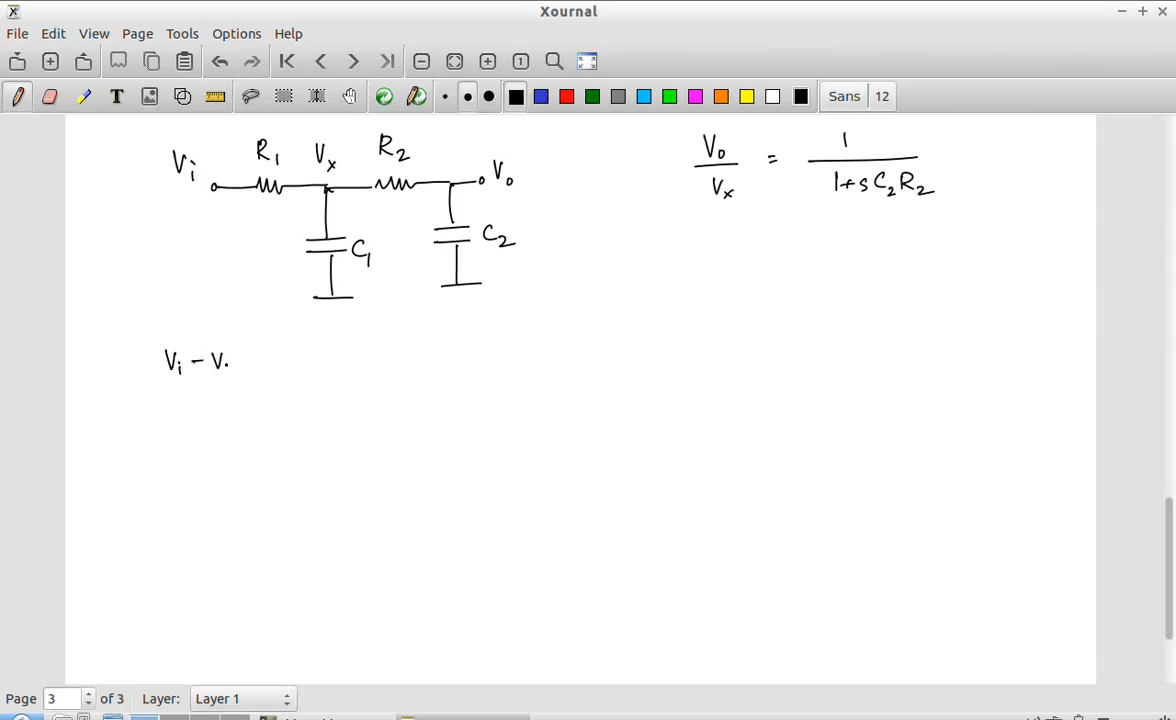 Xournal
File Edit View Page Tools Options Help
Sans 12
Vi R1 Vx R2 Vo
C1 C2
Vo / Vx = 1 / 1+sC2R2
Vi - V
Page 3 of 3 Layer: Layer 1